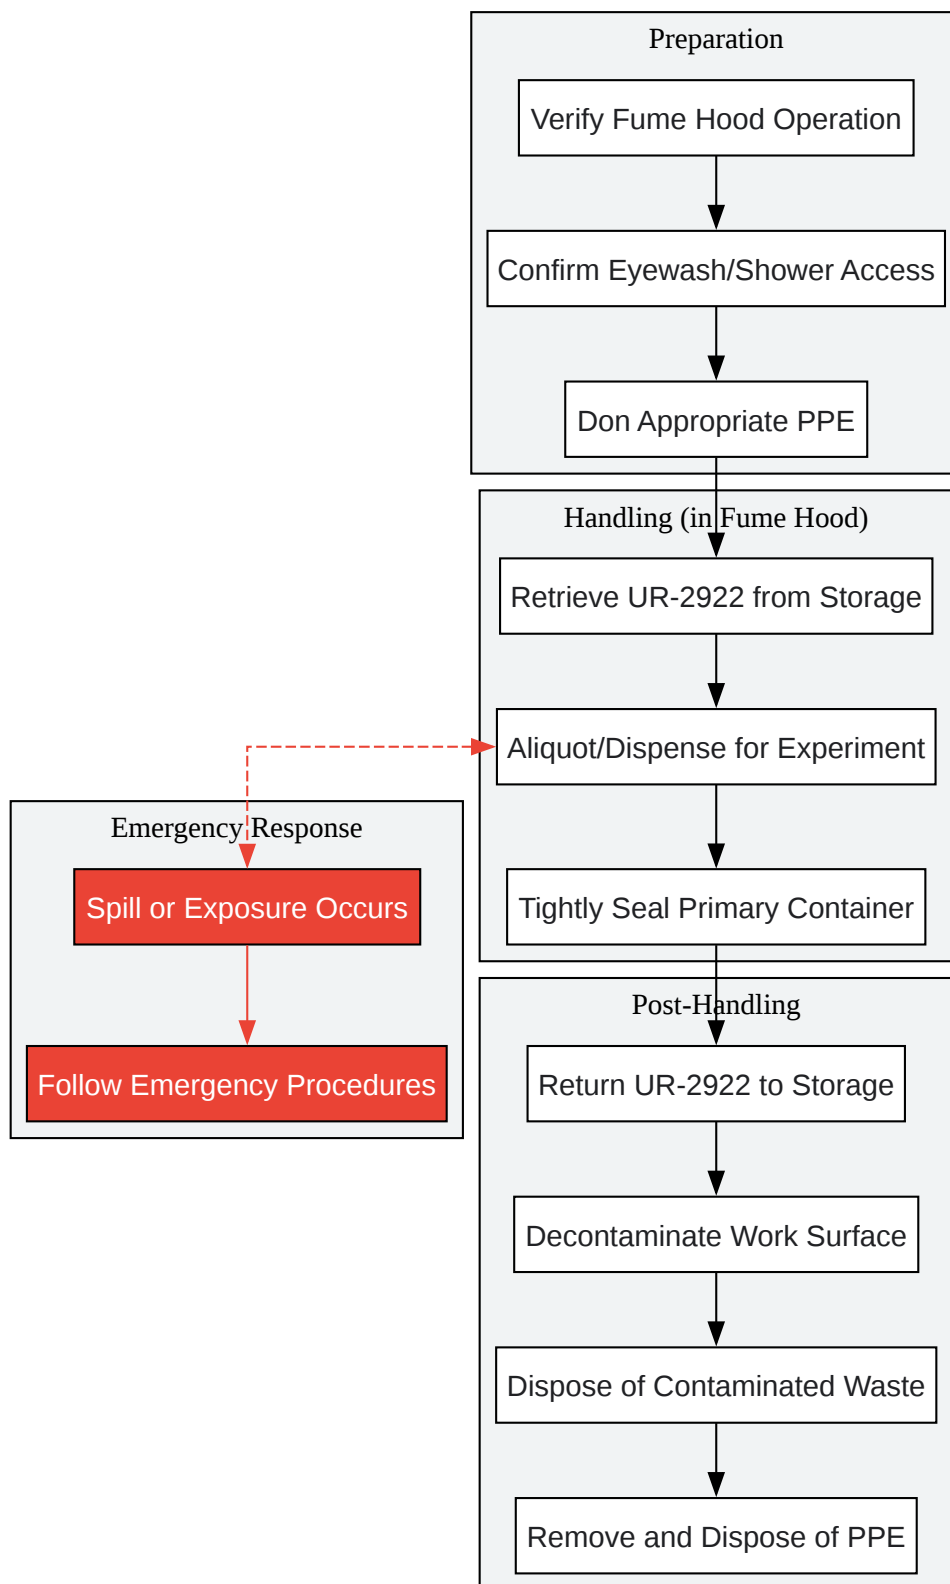 Preparation
Verify Fume Hood Operation
Confirm Eyewash/Shower Access
Don Appropriate PPE
Handling (in Fume Hood)
Retrieve UR-2922 from Storage
Aliquot/Dispense for Experiment
Tightly Seal Primary Container
Emergency Response
Spill or Exposure Occurs
Follow Emergency Procedures
Post-Handling
Return UR-2922 to Storage
Decontaminate Work Surface
Dispose of Contaminated Waste
Remove and Dispose of PPE